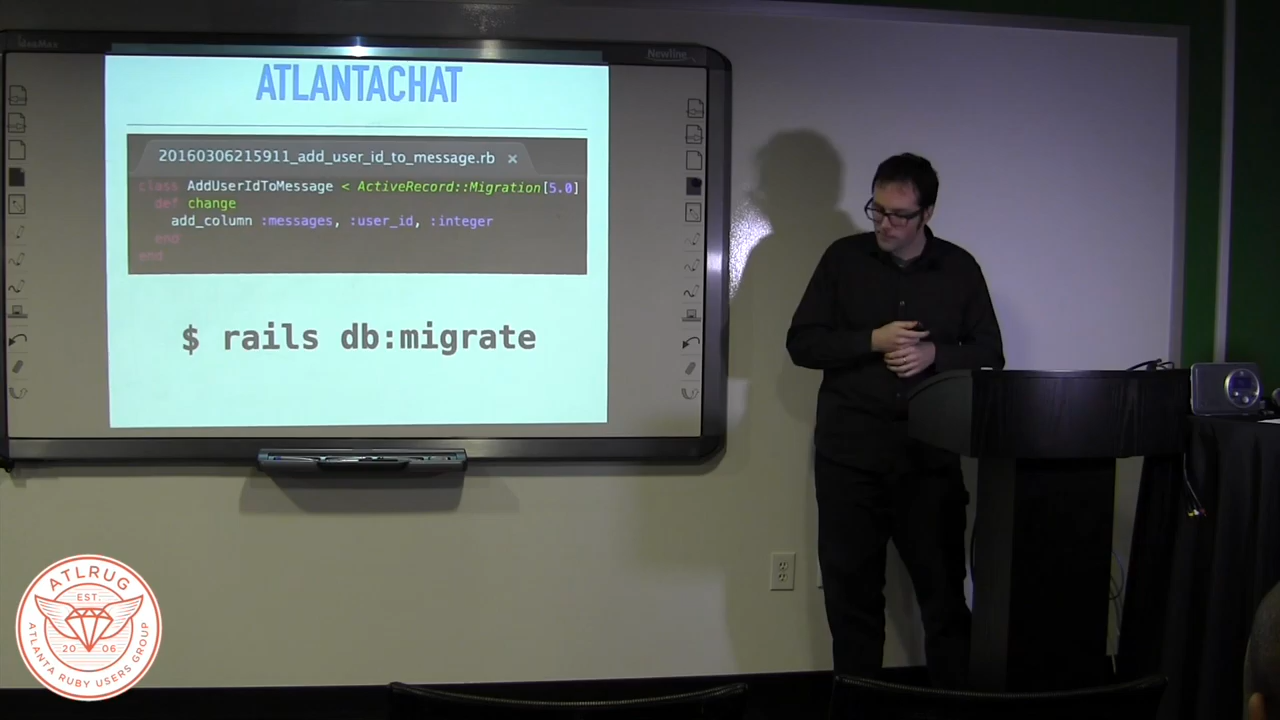 Newline
ATLANTACHAT
20160306215911_add_user_id_to_message.rb ×
class AddUserIdToMessage < ActiveRecord::Migration[5.0]
def change
add_column :messages, :user_id, :integer
end
end
$ rails db:migrate
ATLRUG
EST.
20 06
ATLANTA RUBY USERS GROUP